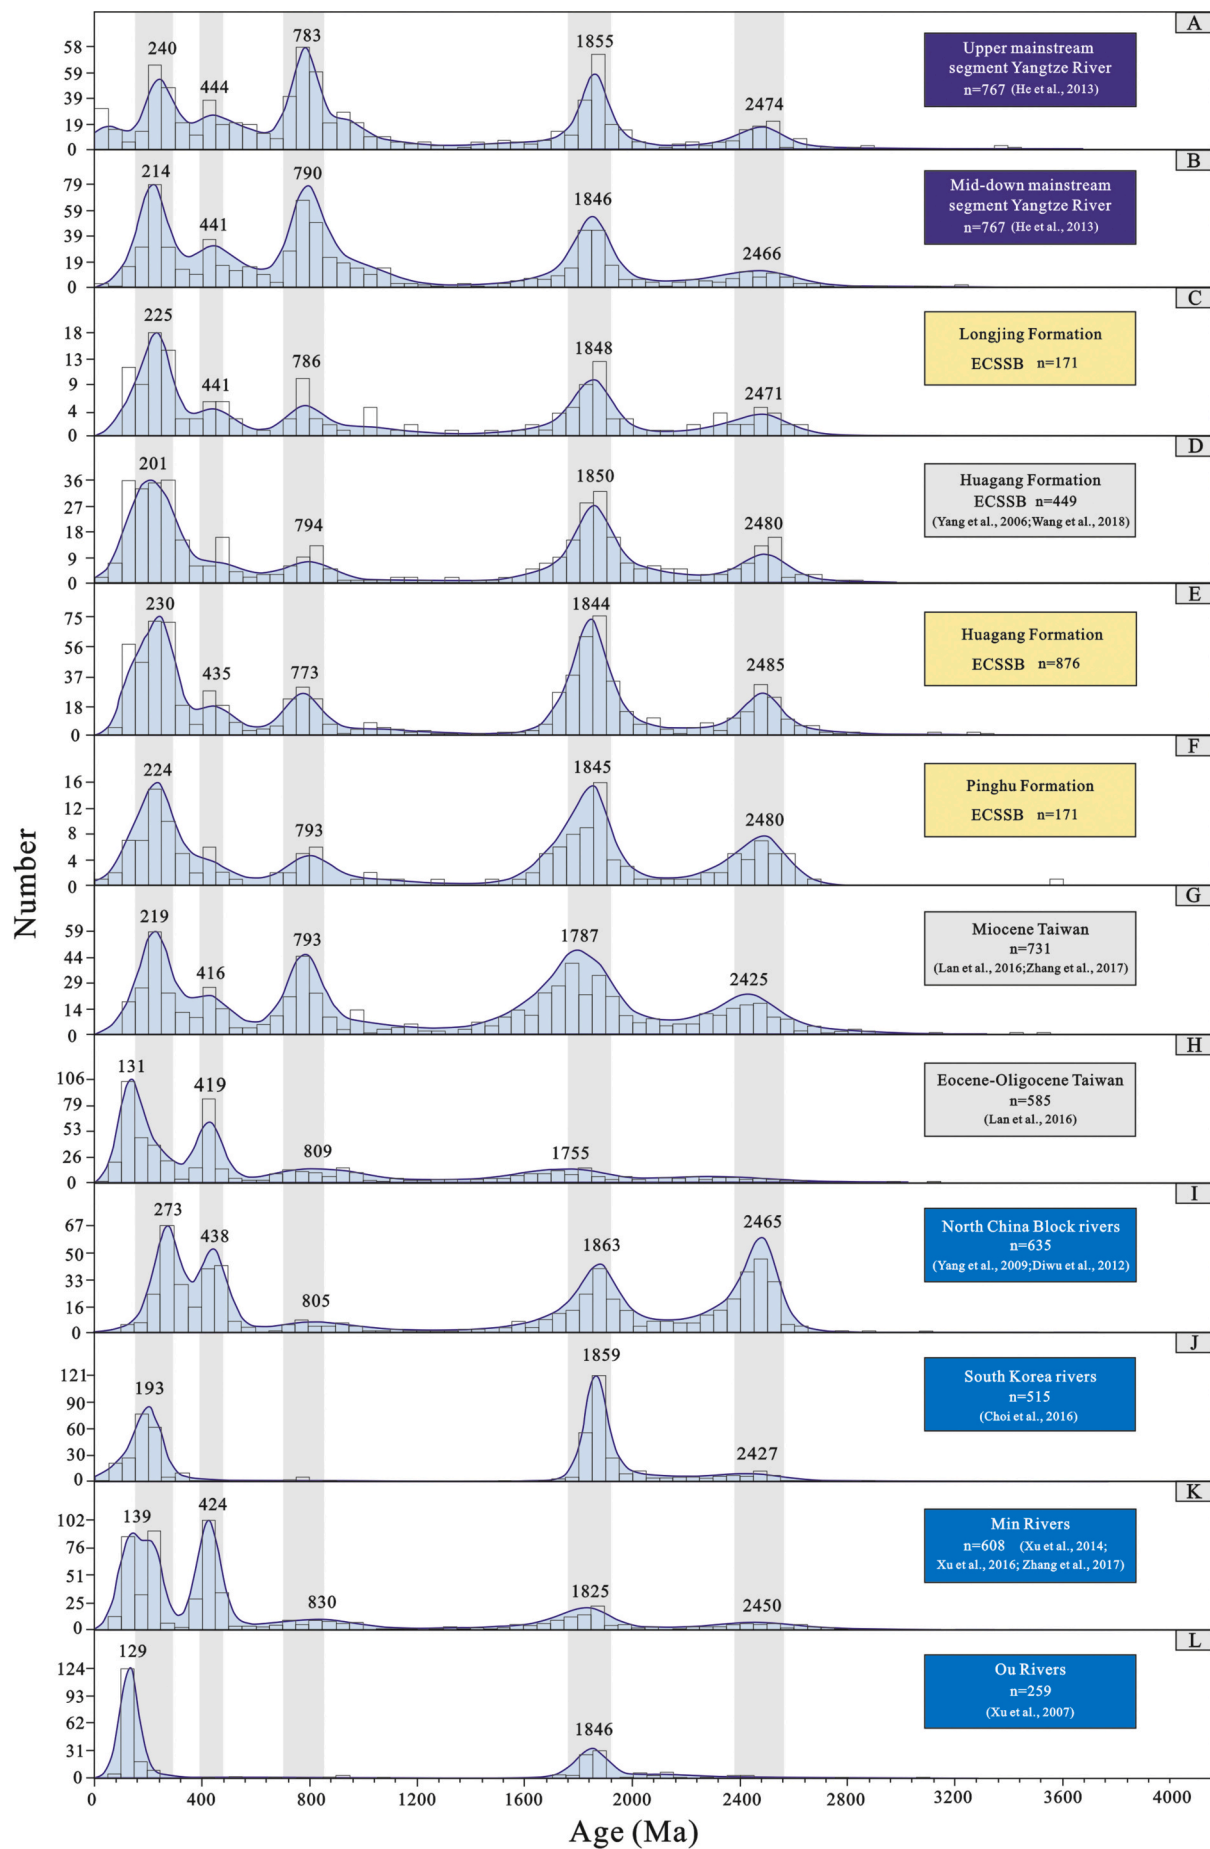 A
58
59
39
19
0
240
444
783
1855
2474
Upper mainstream
segment Yangtze River
n=767 (He et al., 2013)
B
79
59
39
19
0
214
441
790
1846
2466
Mid-down mainstream
segment Yangtze River
n=767 (He et al., 2013)
C
18
13
9
4
0
225
441
786
1848
2471
Longjing Formation
ECSSB n=171
D
36
27
18
9
0
201
794
1850
2480
Huagang Formation
ECSSB n=449
(Yang et al., 2006;Wang et al., 2018)
E
75
56
37
18
0
230
435
773
1844
2485
Huagang Formation
ECSSB n=876
F
16
12
8
4
0
224
793
1845
2480
Pinghu Formation
ECSSB n=171
G
59
44
29
14
0
219
416
793
1787
2425
Miocene Taiwan
n=731
(Lan et al., 2016;Zhang et al., 2017)
H
106
79
53
26
0
131
419
809
1755
Eocene-Oligocene Taiwan
n=585
(Lan et al., 2016)
I
67
50
33
16
0
273
438
805
1863
2465
North China Block rivers
n=635
(Yang et al., 2009;Diwu et al., 2012)
J
121
90
60
30
0
193
1859
2427
South Korea rivers
n=515
(Choi et al., 2016)
K
102
76
51
25
0
139
424
830
1825
2450
Min Rivers
n=608 (Xu et al., 2014;
Xu et al., 2016; Zhang et al., 2017)
L
124
93
62
31
0
129
1846
Ou Rivers
n=259
(Xu et al., 2007)
0 400 800 1200 1600 2000 2400 2800 3200 3600 4000
Age (Ma)
Number